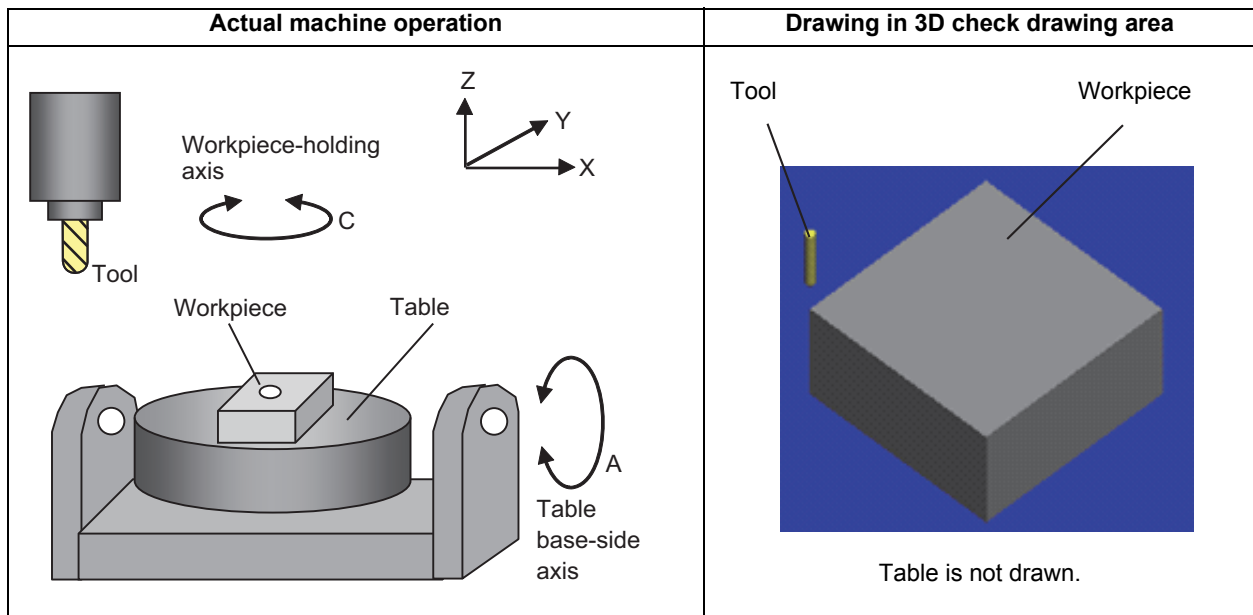 Actual machine operation
Drawing in 3D check drawing area
Z
Y
X
Workpiece-holding
axis
C
Tool
Workpiece
Table
A
Table
base-side
axis
Tool
Workpiece
Table is not drawn.